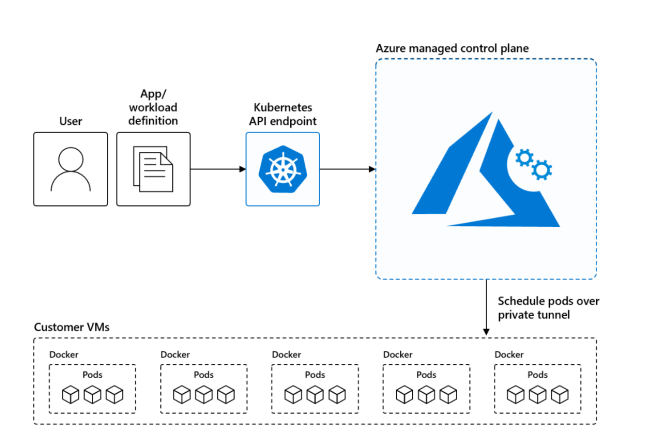 Azure managed control plane
App/
workload
definition
User
Kubernetes
API endpoint
Schedule pods over
private tunnel
Customer VMs
Docker
Docker
Docker
Docker
Docker
Pods
Pods
Pods
Pods
Pods